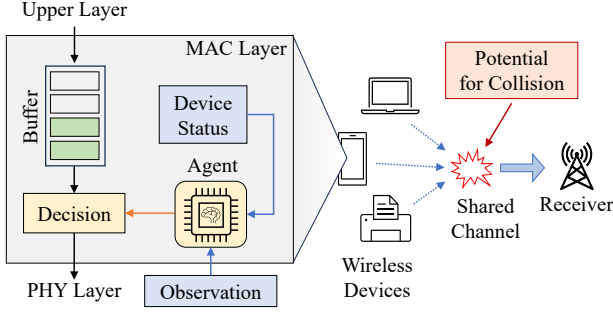 Upper Layer
MAC Layer
Buffer
Device
Status
Agent
Decision
PHY Layer
Observation
Potential
for Collision
Shared
Channel
Receiver
Wireless
Devices